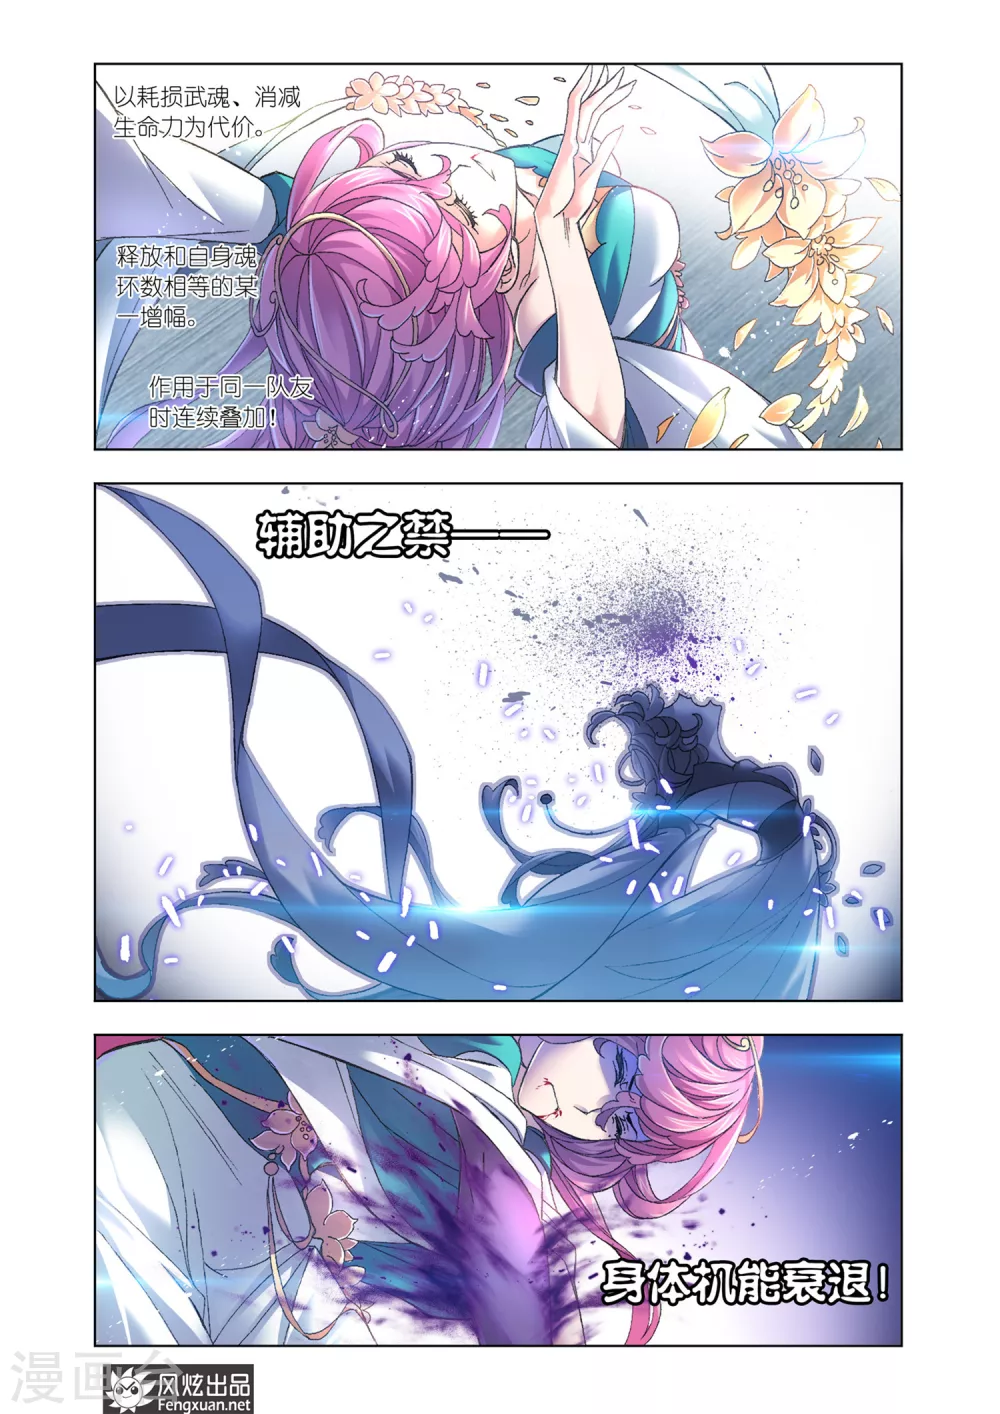 以耗损武魂、消减
生命力为代价。
释放和自身魂
环数相等的某
一增幅。
作用于同一队友
时连续叠加！
辅助之禁——
身体机能衰退！
漫画台
风炫出品
Fengxuan.net